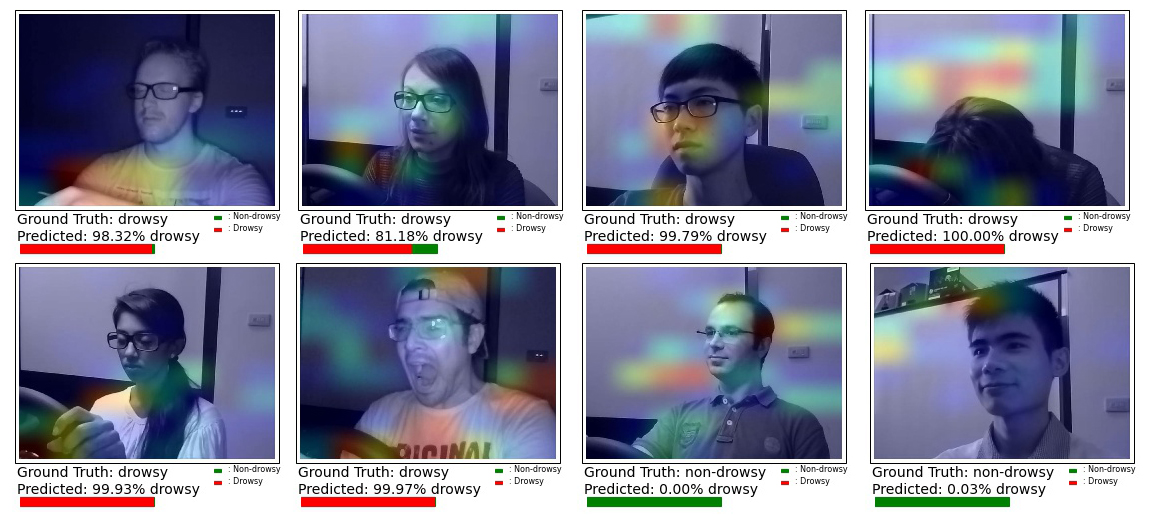 Ground Truth: drowsy
: Non-drowsy
Predicted: 98.32% drowsy
: Drowsy
Ground Truth: drowsy
: Non-drowsy
Predicted: 81.18% drowsy
: Drowsy
Ground Truth: drowsy
: Non-drowsy
Predicted: 99.79% drowsy
: Drowsy
Ground Truth: drowsy
: Non-drowsy
Predicted: 100.00% drowsy
: Drowsy
RIGINAL
Ground Truth: drowsy
: Non-drowsy
Predicted: 99.93% drowsy
: Drowsy
Ground Truth: drowsy
: Non-drowsy
Predicted: 99.97% drowsy
: Drowsy
Ground Truth: non-drowsy
: Non-drowsy
Predicted: 0.00% drowsy
: Drowsy
Ground Truth: non-drowsy
: Non-drowsy
Predicted: 0.03% drowsy
: Drowsy